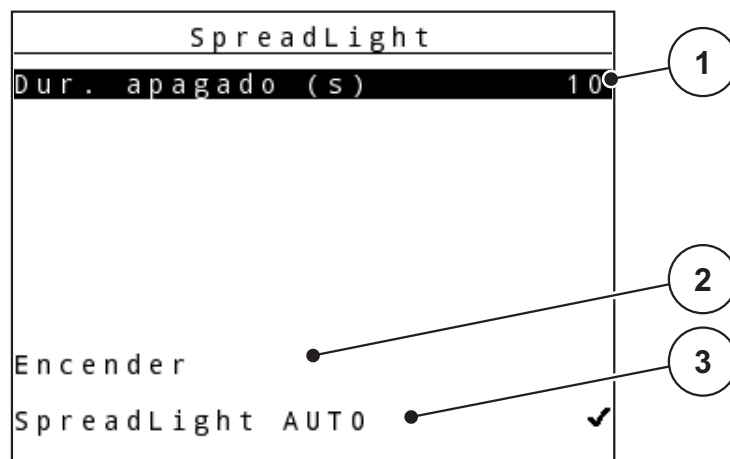 SpreadLight
Dur. apagado (s) 10
1
2
Encender
3
SpreadLight AUTO ✔